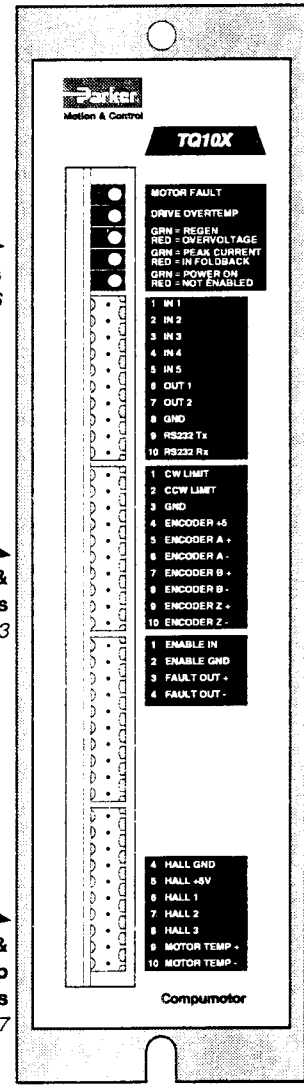 Parker
Motion & Control
TQ10X
MOTOR FAULT
DRIVE OVERTEMP
GRN = REGEN
RED = OVERVOLTAGE
GRN = PEAK CURRENT
RED = IN FOLDBACK
GRN = POWER ON
RED = NOT ENABLED
1 IN 1
2 IN 2
3 IN 3
4 IN 4
5 IN 5
6 OUT 1
7 OUT 2
8 GND
9 RS232 Tx
10 RS232 Rx
1 CW LIMIT
2 CCW LIMIT
3 GND
4 ENCODER +5
5 ENCODER A +
6 ENCODER A -
7 ENCODER B +
8 ENCODER B -
9 ENCODER Z +
10 ENCODER Z -
&
s
3
1 ENABLE IN
2 ENABLE GND
3 FAULT OUT +
4 FAULT OUT -
4 HALL GND
5 HALL +5V
6 HALL 1
7 HALL 2
8 HALL 3
9 MOTOR TEMP +
10 MOTOR TEMP -
&
s
7
Compumotor